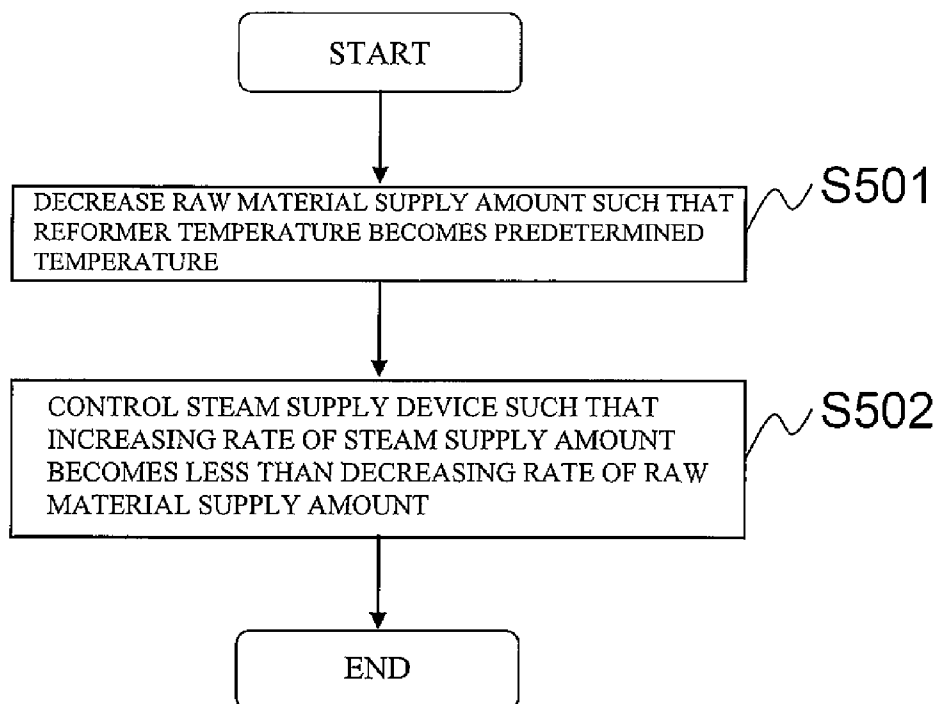 START
DECREASE RAW MATERIAL SUPPLY AMOUNT SUCH THAT
REFORMER TEMPERATURE BECOMES PREDETERMINED
TEMPERATURE
S501
CONTROL STEAM SUPPLY DEVICE SUCH THAT
INCREASING RATE OF STEAM SUPPLY AMOUNT
BECOMES LESS THAN DECREASING RATE OF RAW
MATERIAL SUPPLY AMOUNT
S502
END